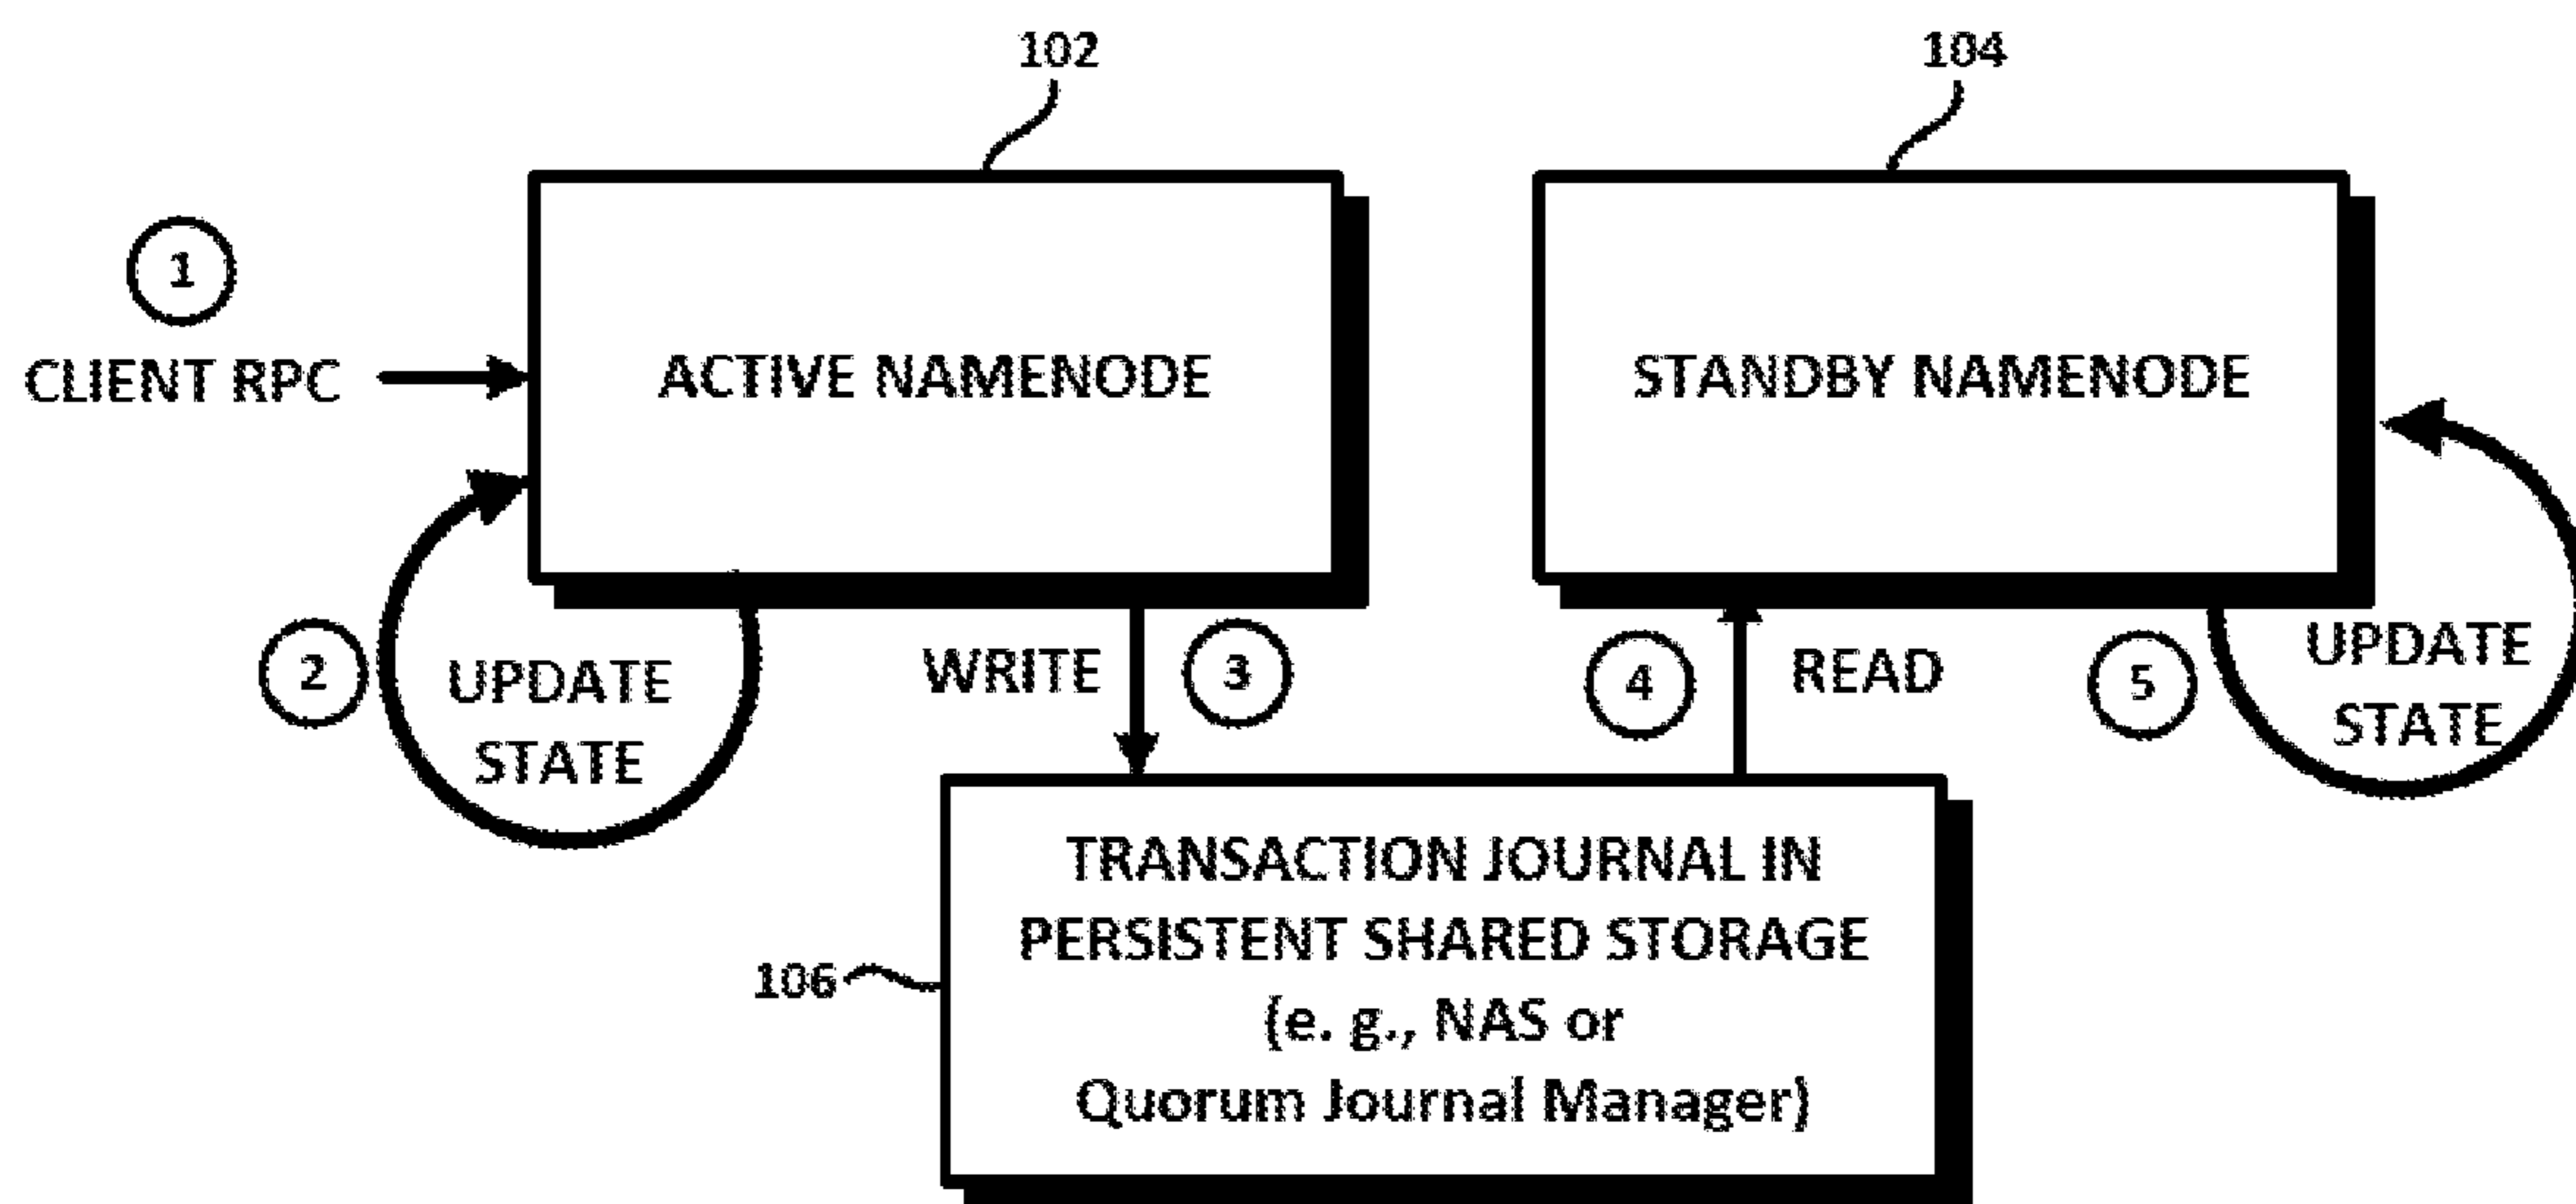 102
104
1
CLIENT RPC
ACTIVE NAMENODE
STANDBY NAMENODE
2
UPDATE
STATE
WRITE
3
4
READ
5
UPDATE
STATE
106
TRANSACTION JOURNAL IN
PERSISTENT SHARED STORAGE
(e. g., NAS or
Quorum Journal Manager)